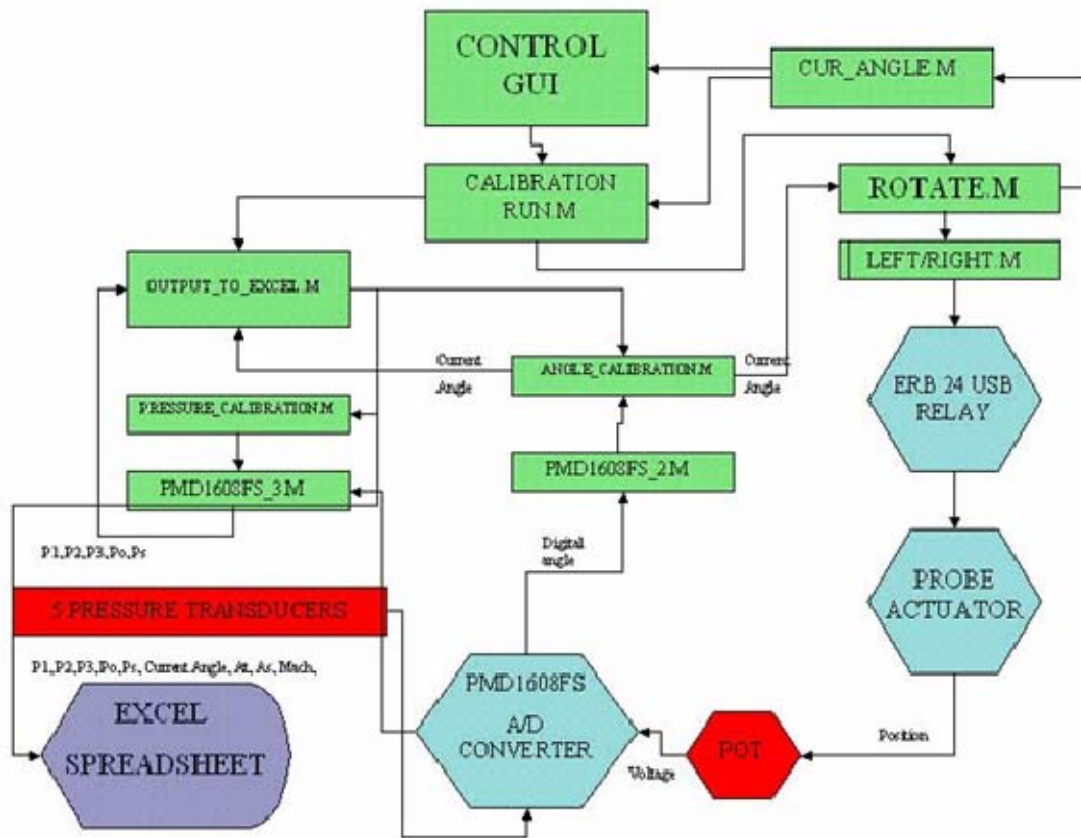 CONTROL
GUI
CUR_ANGLE.M
CALIBRATION
RUN.M
ROTATE.M
LEFT/RIGHT.M
OUTPUT_TO_EXCEL.M
Current
Angle
ANGLE_CALIBRATION.M
Current
Angle
ERB 24 USB
RELAY
PRESSURE_CALIBRATION.M
PMD1608FS_3.M
PMD1608FS_2.M
P1,P2,P3,Po,Ps
Digital
angle
5 PRESSURE TRANSDUCERS
PROBE
ACTUATOR
P1,P2,P3,Po,Ps, Current Angle, At, As, Mach,
EXCEL
SPREADSHEET
PMD1608FS
A/D
CONVERTER
POT
Voltage
Position